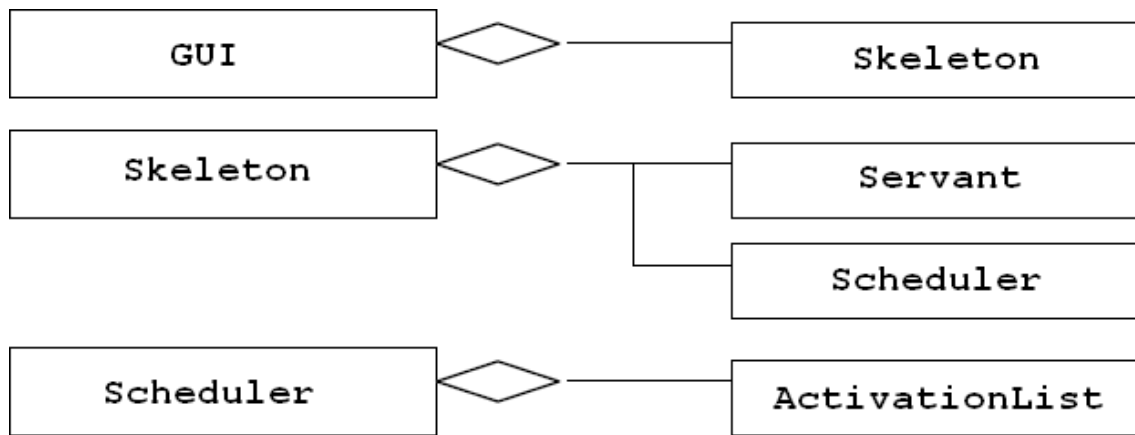 GUI
Skeleton
Skeleton
Servant
Scheduler
Scheduler
ActivationList